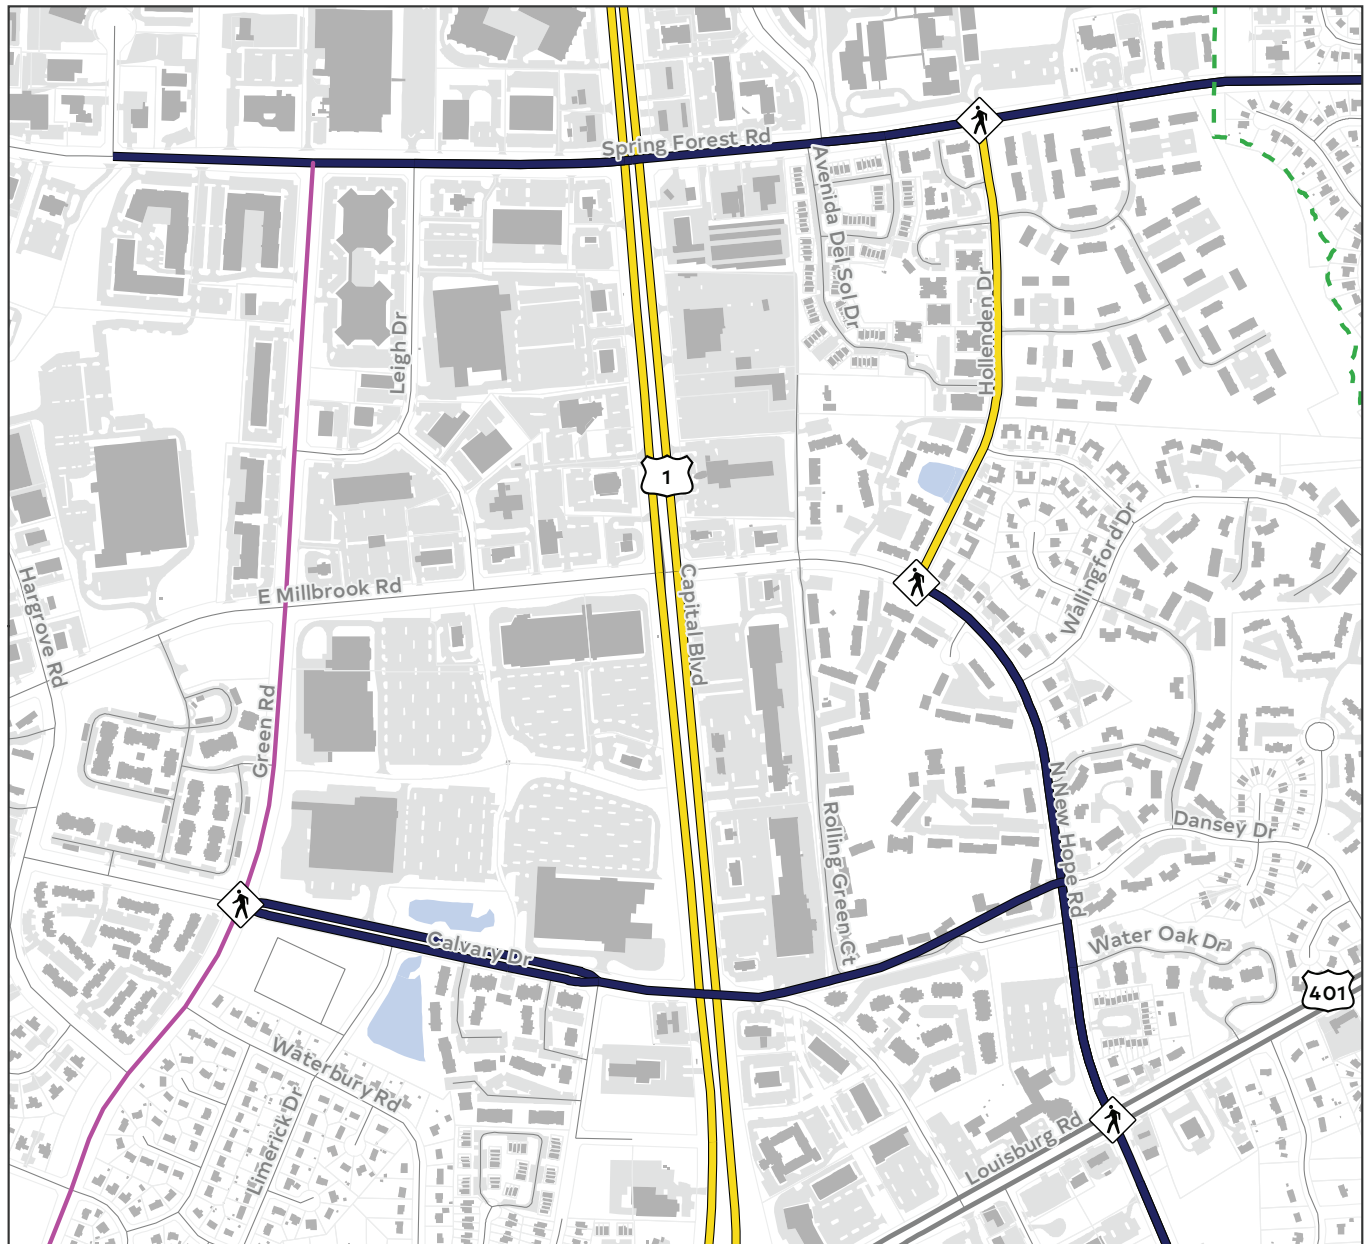 Spring Forest Rd
Avenida Del Sol Dr
Hollenden Dr
Leigh Dr
1
Wallingford Dr
Hargrove Rd
E Millbrook Rd
Capital Blvd
Green Rd
N New Hope Rd
Rolling Green Ct
Dansey Dr
Calvary Dr
Water Oak Dr
401
Waterbury Rd
Limerick Dr
Louisburg Rd